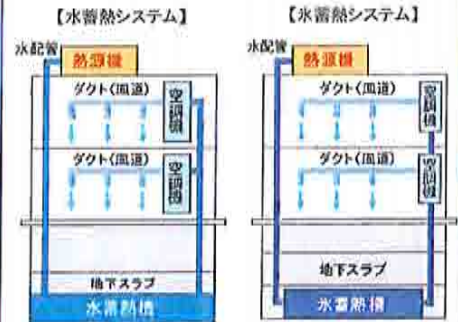 【水蓄熱システム】
水配管
熱源機
ダクト(風道)
空調機
ダクト(風道)
空調機
地下スラブ
水蓄熱槽
【氷蓄熱システム】
水配管
熱源機
ダクト(風道)
空調機
ダクト(風道)
空調機
地下スラブ
氷蓄熱槽